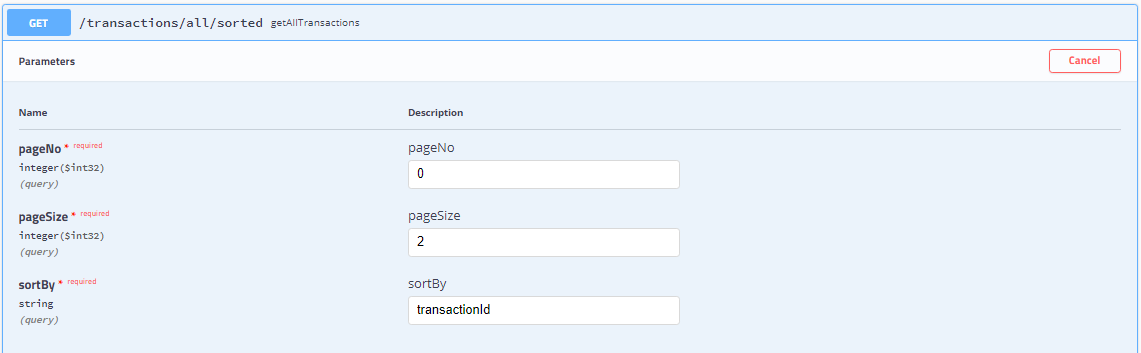 GET /transactions/all/sorted getAllTransactions
Parameters Cancel
Name Description
pageNo * required pageNo
integer($int32) 0
(query)
pageSize * required pageSize
integer($int32) 2
(query)
sortBy * required sortBy
string transactionId
(query)